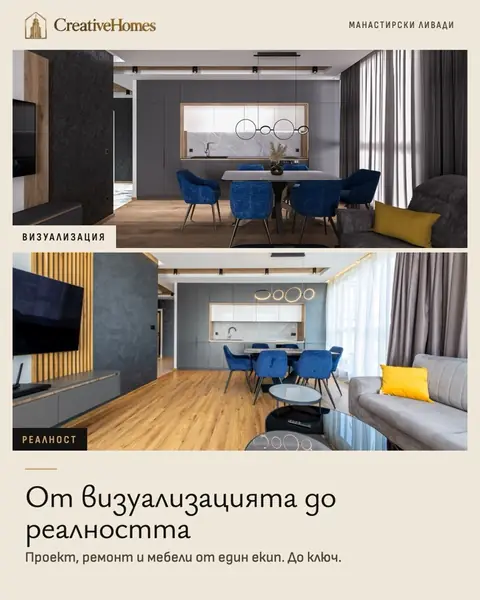 CreativeHomes
МАНАСТИРСКИ ЛИВАДИ
ВИЗУАЛИЗАЦИЯ
РЕАЛНОСТ
От визуализацията до
реалността
Проект, ремонт и мебели от един екип. До ключ.